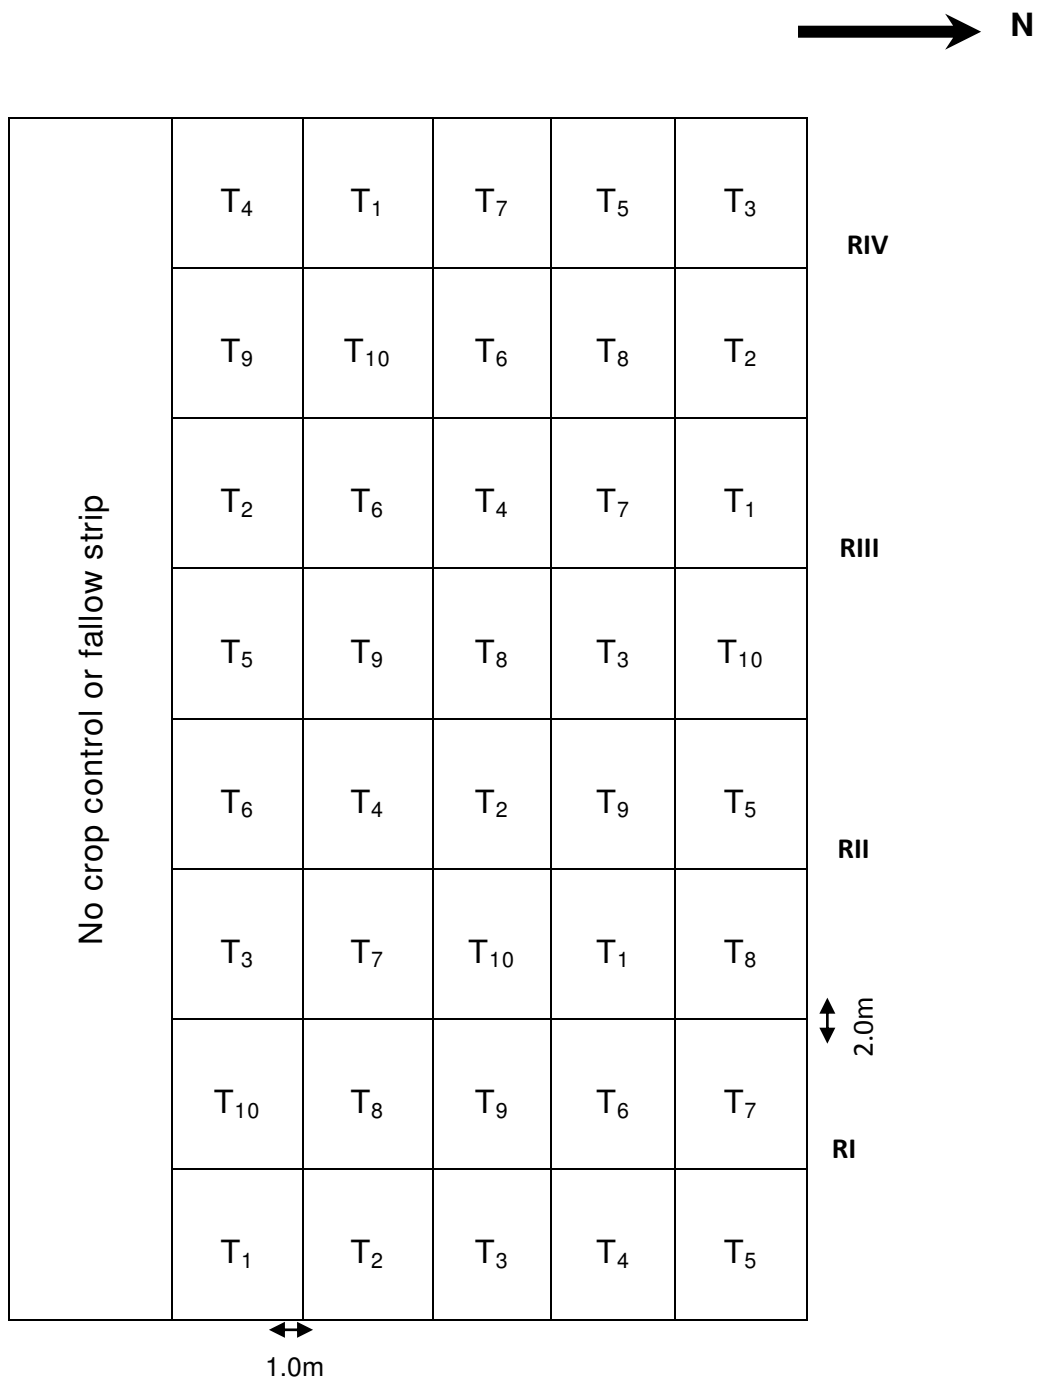 N
T₄ T₁ T₇ T₅ T₃
RIV
T₉ T₁₀ T₆ T₈ T₂
T₂ T₆ T₄ T₇ T₁
RIII
T₅ T₉ T₈ T₃ T₁₀
No crop control or fallow strip
T₆ T₄ T₂ T₉ T₅
RII
T₃ T₇ T₁₀ T₁ T₈
2.0m
T₁₀ T₈ T₉ T₆ T₇
RI
T₁ T₂ T₃ T₄ T₅
1.0m